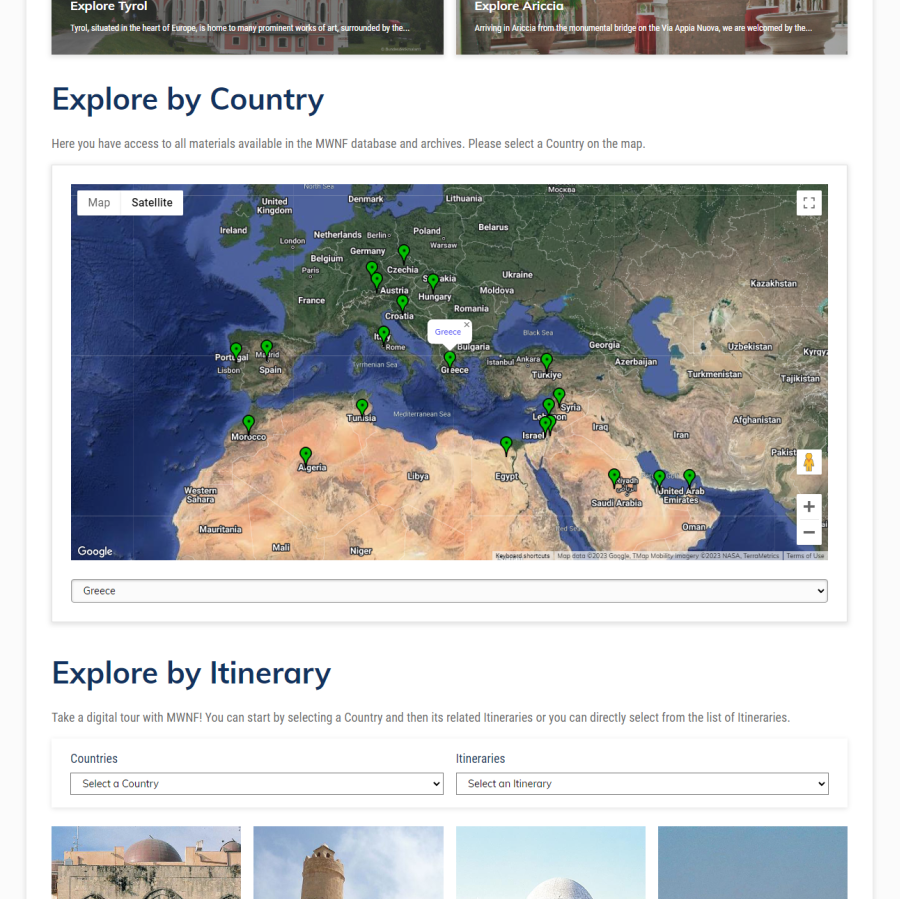 Explore Tyrol
Explore Ariccia
Tyrol, situated in the heart of Europe, is home to many prominent works of art, surrounded by the...
Arriving in Ariccia from the monumental bridge on the Via Appia Nuova, we are welcomed by the...
Explore by Country
Here you have access to all materials available in the MWNF database and archives. Please select a Country on the map.
Map
Satellite
North Sea
United Kingdom
Denmark
Lithuania
Москва
Ireland
London
Netherlands
Berlin
Poland
Warsaw
Belarus
Belgium
Germany
Paris
Czechia
Ukraine
Kazakhstan
France
Austria
Hungary
Moldova
Romania
Croatia
Greece
Rome
Bulgaria
Black Sea
Georgia
Uzbekistan
Portugal
Madrid
Lisbon
Spain
Tyrrhenian Sea
Greece
Istanbul
Ankara
Türkiye
Azerbaijan
Turkmenistan
Tajikistan
Tunisia
Mediterranean Sea
Syria
Lebanon
Israel
Iraq
Iran
Afghanistan
Morocco
Algeria
Libya
Egypt
Western Sahara
Riyadh
Saudi Arabia
United Arab Emirates
Oman
Red Sea
Mauritania
Mali
Niger
Google
Keyboard shortcuts
Map data ©2023 Google, TMap Mobility Imagery ©2023 NASA, TerraMetrics
Terms of Use
Greece
Explore by Itinerary
Take a digital tour with MWNF! You can start by selecting a Country and then its related Itineraries or you can directly select from the list of Itineraries.
Countries
Itineraries
Select a Country
Select an Itinerary